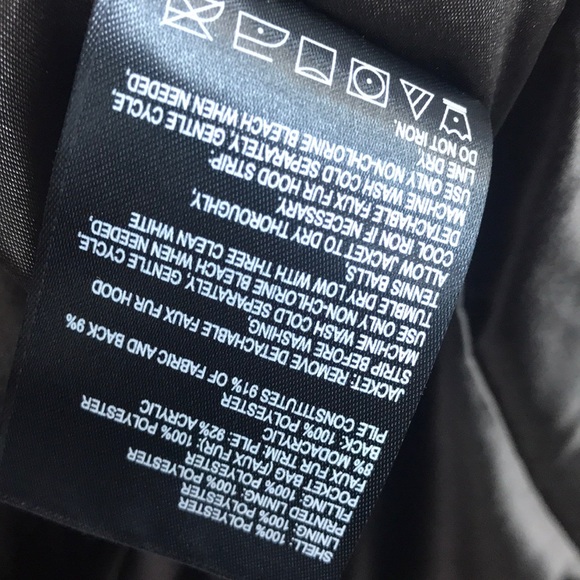 SHELL: 100% POLYESTER
LINING: 100% POLYESTER
PRINTED LINING: 100% POLYESTER
FILLING: 100% POLYESTER
POCKET BAG (FAUX FUR): 100% POLYESTER
FAUX FUR TRIM, PILE: 92% ACRYLIC
8% MODACRYLIC
BACK: 100% POLYESTER
PILE CONSTITUTES 91% OF FABRIC AND BACK 9%
JACKET: REMOVE DETACHABLE FAUX FUR HOOD
STRIP BEFORE WASHING.
MACHINE WASH COLD SEPARATELY, GENTLE CYCLE,
USE ONLY NON-CHLORINE BLEACH WHEN NEEDED,
TUMBLE DRY LOW WITH THREE CLEAN WHITE
TENNIS BALLS.
ALLOW JACKET TO DRY THOROUGHLY,
COOL IRON IF NECESSARY.
DETACHABLE FAUX FUR HOOD STRIP-
MACHINE WASH COLD SEPARATELY, GENTLE CYCLE,
USE ONLY NON-CHLORINE BLEACH WHEN NEEDED,
LINE DRY.
DO NOT IRON.